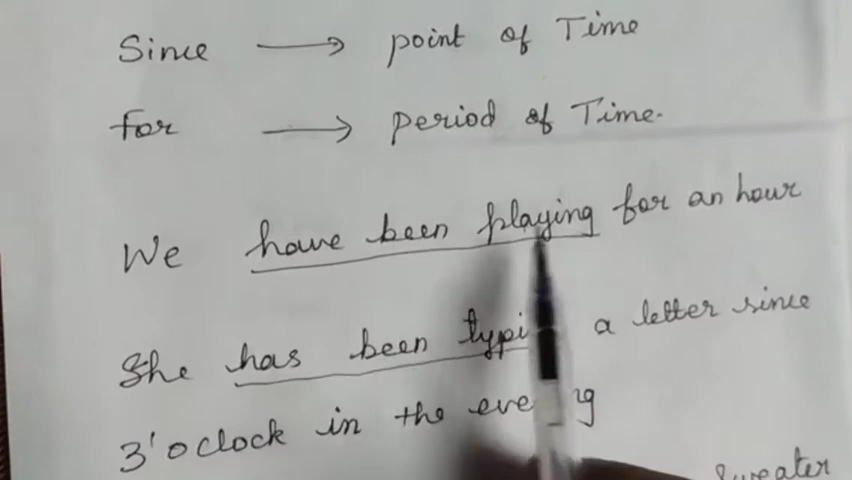 Since → point of Time
For → period of Time.
We have been playing for an hour
She has been a letter since
3'oclock in the
Sweater